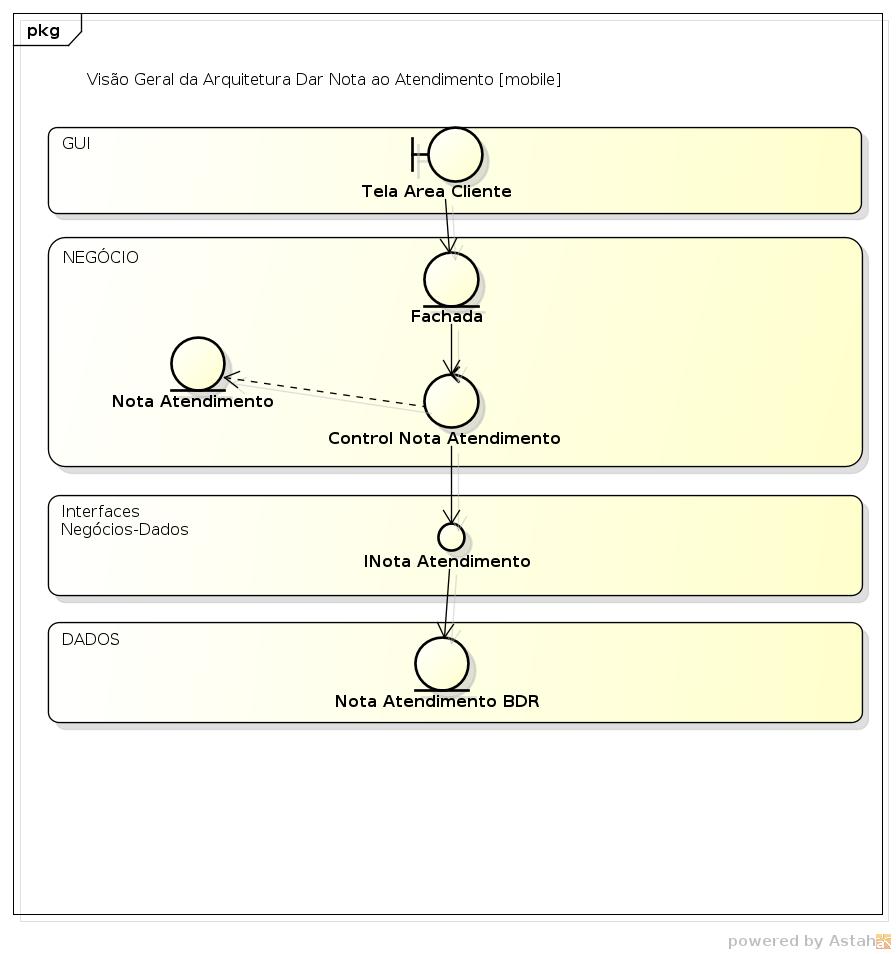 pkg
Visão Geral da Arquitetura Dar Nota ao Atendimento [mobile]
GUI
Tela Area Cliente
NEGÓCIO
Fachada
Nota Atendimento
Control Nota Atendimento
Interfaces
Negócios-Dados
INota Atendimento
DADOS
Nota Atendimento BDR
powered by Astah